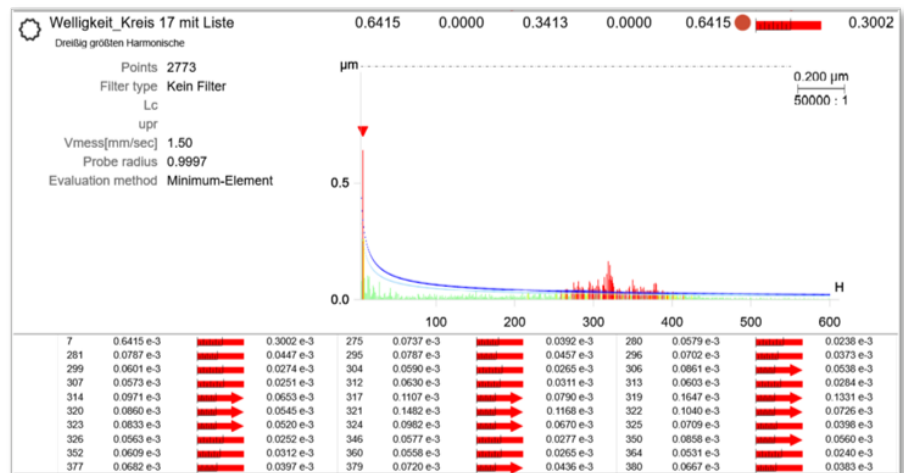 Welligkeit_Kreis 17 mit Liste 0.6415 0.0000 0.3413 0.0000 0.6415 0.3002
Dreißig größten Harmonische
Points 2773
Filter type Kein Filter
Lc
upr
Vmess[mm/sec] 1.50
Probe radius 0.9997
Evaluation method Minimum-Element
µm
0.200 µm
50000 : 1
0.5
H
0.0
100 200 300 400 500 600
7 0.6415 e-3 0.3002 e-3 275 0.0737 e-3 0.0392 e-3 280 0.0579 e-3 0.0238 e-3
281 0.0787 e-3 0.0447 e-3 295 0.0787 e-3 0.0457 e-3 296 0.0702 e-3 0.0373 e-3
299 0.0601 e-3 0.0274 e-3 304 0.0590 e-3 0.0265 e-3 306 0.0861 e-3 0.0538 e-3
307 0.0573 e-3 0.0251 e-3 312 0.0630 e-3 0.0311 e-3 313 0.0603 e-3 0.0284 e-3
314 0.0971 e-3 0.0653 e-3 317 0.1107 e-3 0.0790 e-3 319 0.1647 e-3 0.1331 e-3
320 0.0860 e-3 0.0545 e-3 321 0.1482 e-3 0.1168 e-3 322 0.1040 e-3 0.0726 e-3
323 0.0833 e-3 0.0520 e-3 324 0.0982 e-3 0.0670 e-3 325 0.0709 e-3 0.0398 e-3
326 0.0563 e-3 0.0252 e-3 346 0.0577 e-3 0.0277 e-3 350 0.0858 e-3 0.0560 e-3
352 0.0609 e-3 0.0312 e-3 360 0.0558 e-3 0.0265 e-3 364 0.0531 e-3 0.0240 e-3
377 0.0682 e-3 0.0397 e-3 379 0.0720 e-3 0.0436 e-3 380 0.0667 e-3 0.0383 e-3